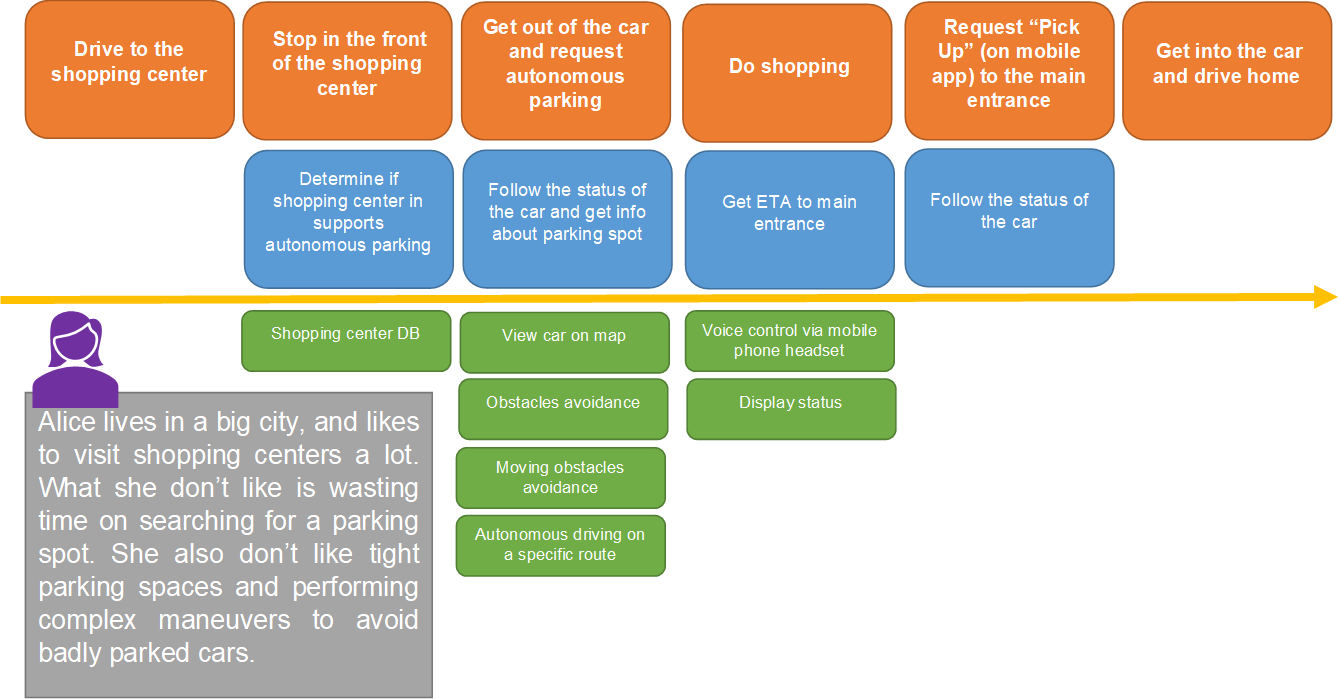 Drive to the
shopping center
Stop in the front
of the shopping
center
Get out of the car
and request
autonomous
parking
Do shopping
Request “Pick
Up” (on mobile
app) to the main
entrance
Get into the car
and drive home
Determine if
shopping center in
supports
autonomous parking
Follow the status of
the car and get info
about parking spot
Get ETA to main
entrance
Follow the status of
the car
Shopping center DB
View car on map
Obstacles avoidance
Moving obstacles
avoidance
Autonomous driving on
a specific route
Voice control via mobile
phone headset
Display status
Alice lives in a big city, and likes
to visit shopping centers a lot.
What she don’t like is wasting
time on searching for a parking
spot. She also don’t like tight
parking spaces and performing
complex maneuvers to avoid
badly parked cars.